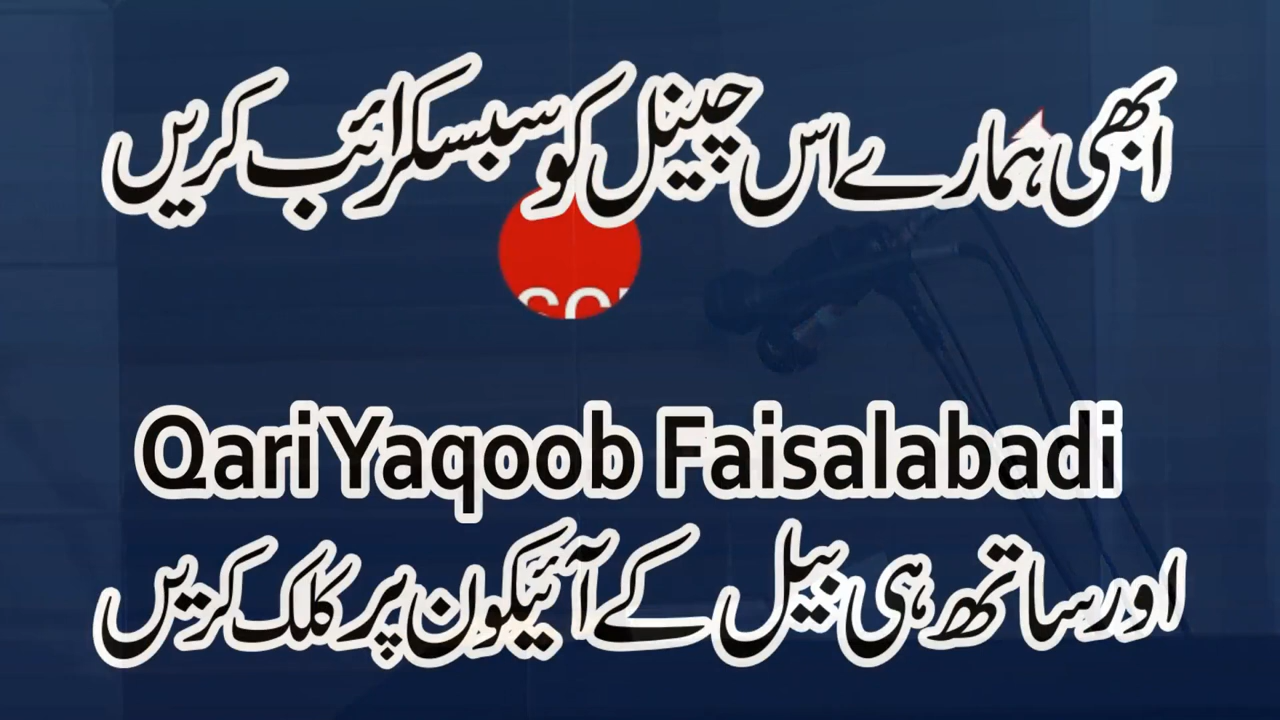 ابھی ہمارے اس چینل کو سبسکرائب کریں
Qari Yaqoob Faisalabadi
اور ساتھ ہی بیل کے آئیکون پر کلک کریں